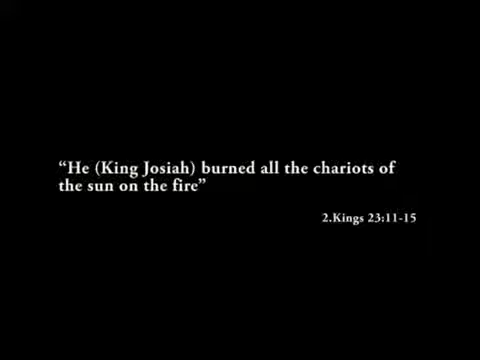 “He (King Josiah) burned all the chariots of
the sun on the fire”
2.Kings 23:11-15